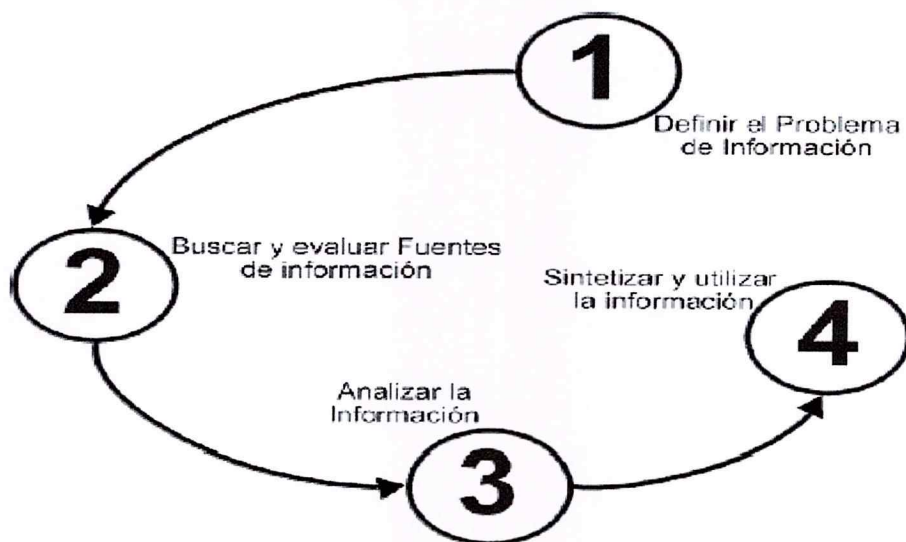 1
Definir el Problema
de Información
2
Buscar y evaluar Fuentes
de información
3
Analizar la
Información
4
Sintetizar y utilizar
la información